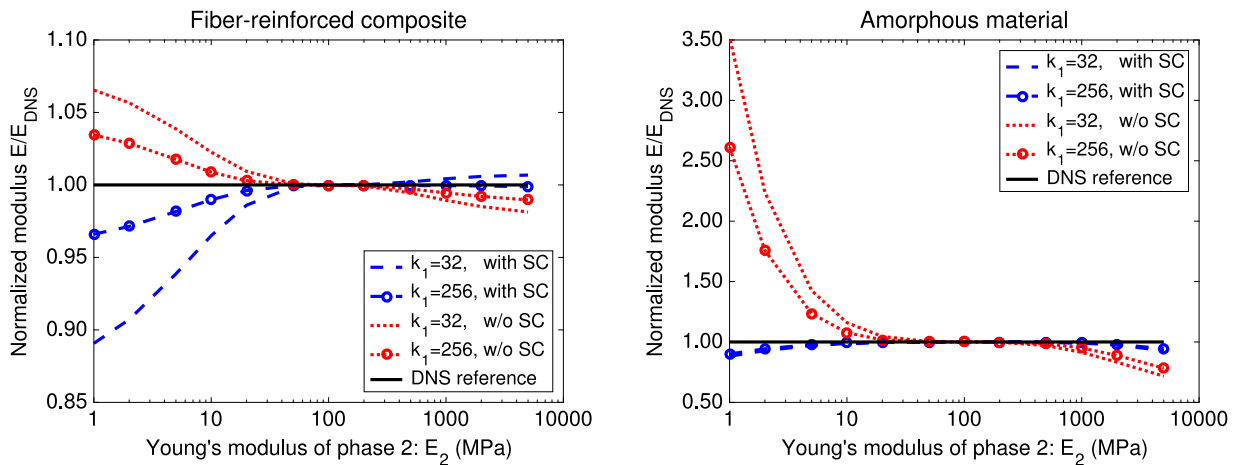 Fiber-reinforced composite
1.10
1.05
1.00
0.95
0.90
0.85
Normalized modulus E/E_DNS
k_1=32, with SC
k_1=256, with SC
k_1=32, w/o SC
k_1=256, w/o SC
DNS reference
1
10
100
1000
10000
Young's modulus of phase 2: E_2 (MPa)
Amorphous material
3.50
3.00
2.50
2.00
1.50
1.00
0.50
Normalized modulus E/E_DNS
k_1=32, with SC
k_1=256, with SC
k_1=32, w/o SC
k_1=256, w/o SC
DNS reference
1
10
100
1000
10000
Young's modulus of phase 2: E_2 (MPa)